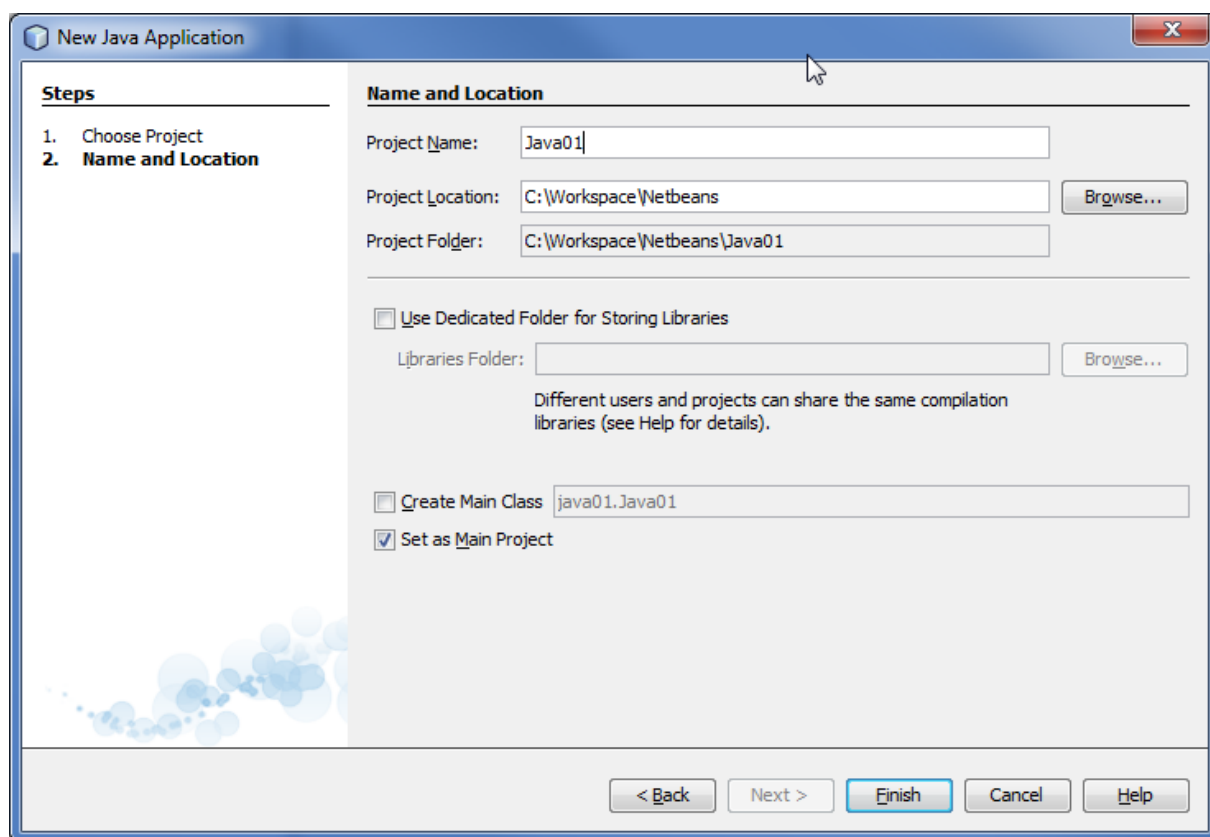 New Java Application
Steps
1. Choose Project
2. Name and Location
Name and Location
Project Name: Java01
Project Location: C:\Workspace\Netbeans Browse...
Project Folder: C:\Workspace\Netbeans\Java01
Use Dedicated Folder for Storing Libraries
Libraries Folder: Browse...
Different users and projects can share the same compilation
libraries (see Help for details).
Create Main Class java01.Java01
Set as Main Project
< Back Next > Finish Cancel Help